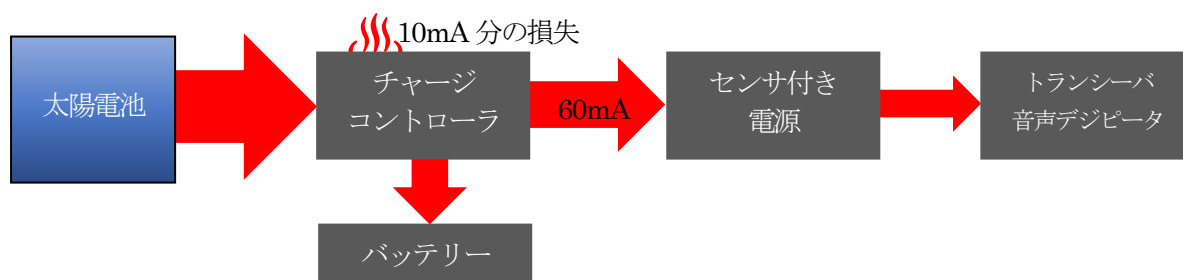 10mA 分の損失
太陽電池
チャージ
コントローラ
60mA
センサ付き
電源
トランシーバ
音声デジピータ
バッテリー